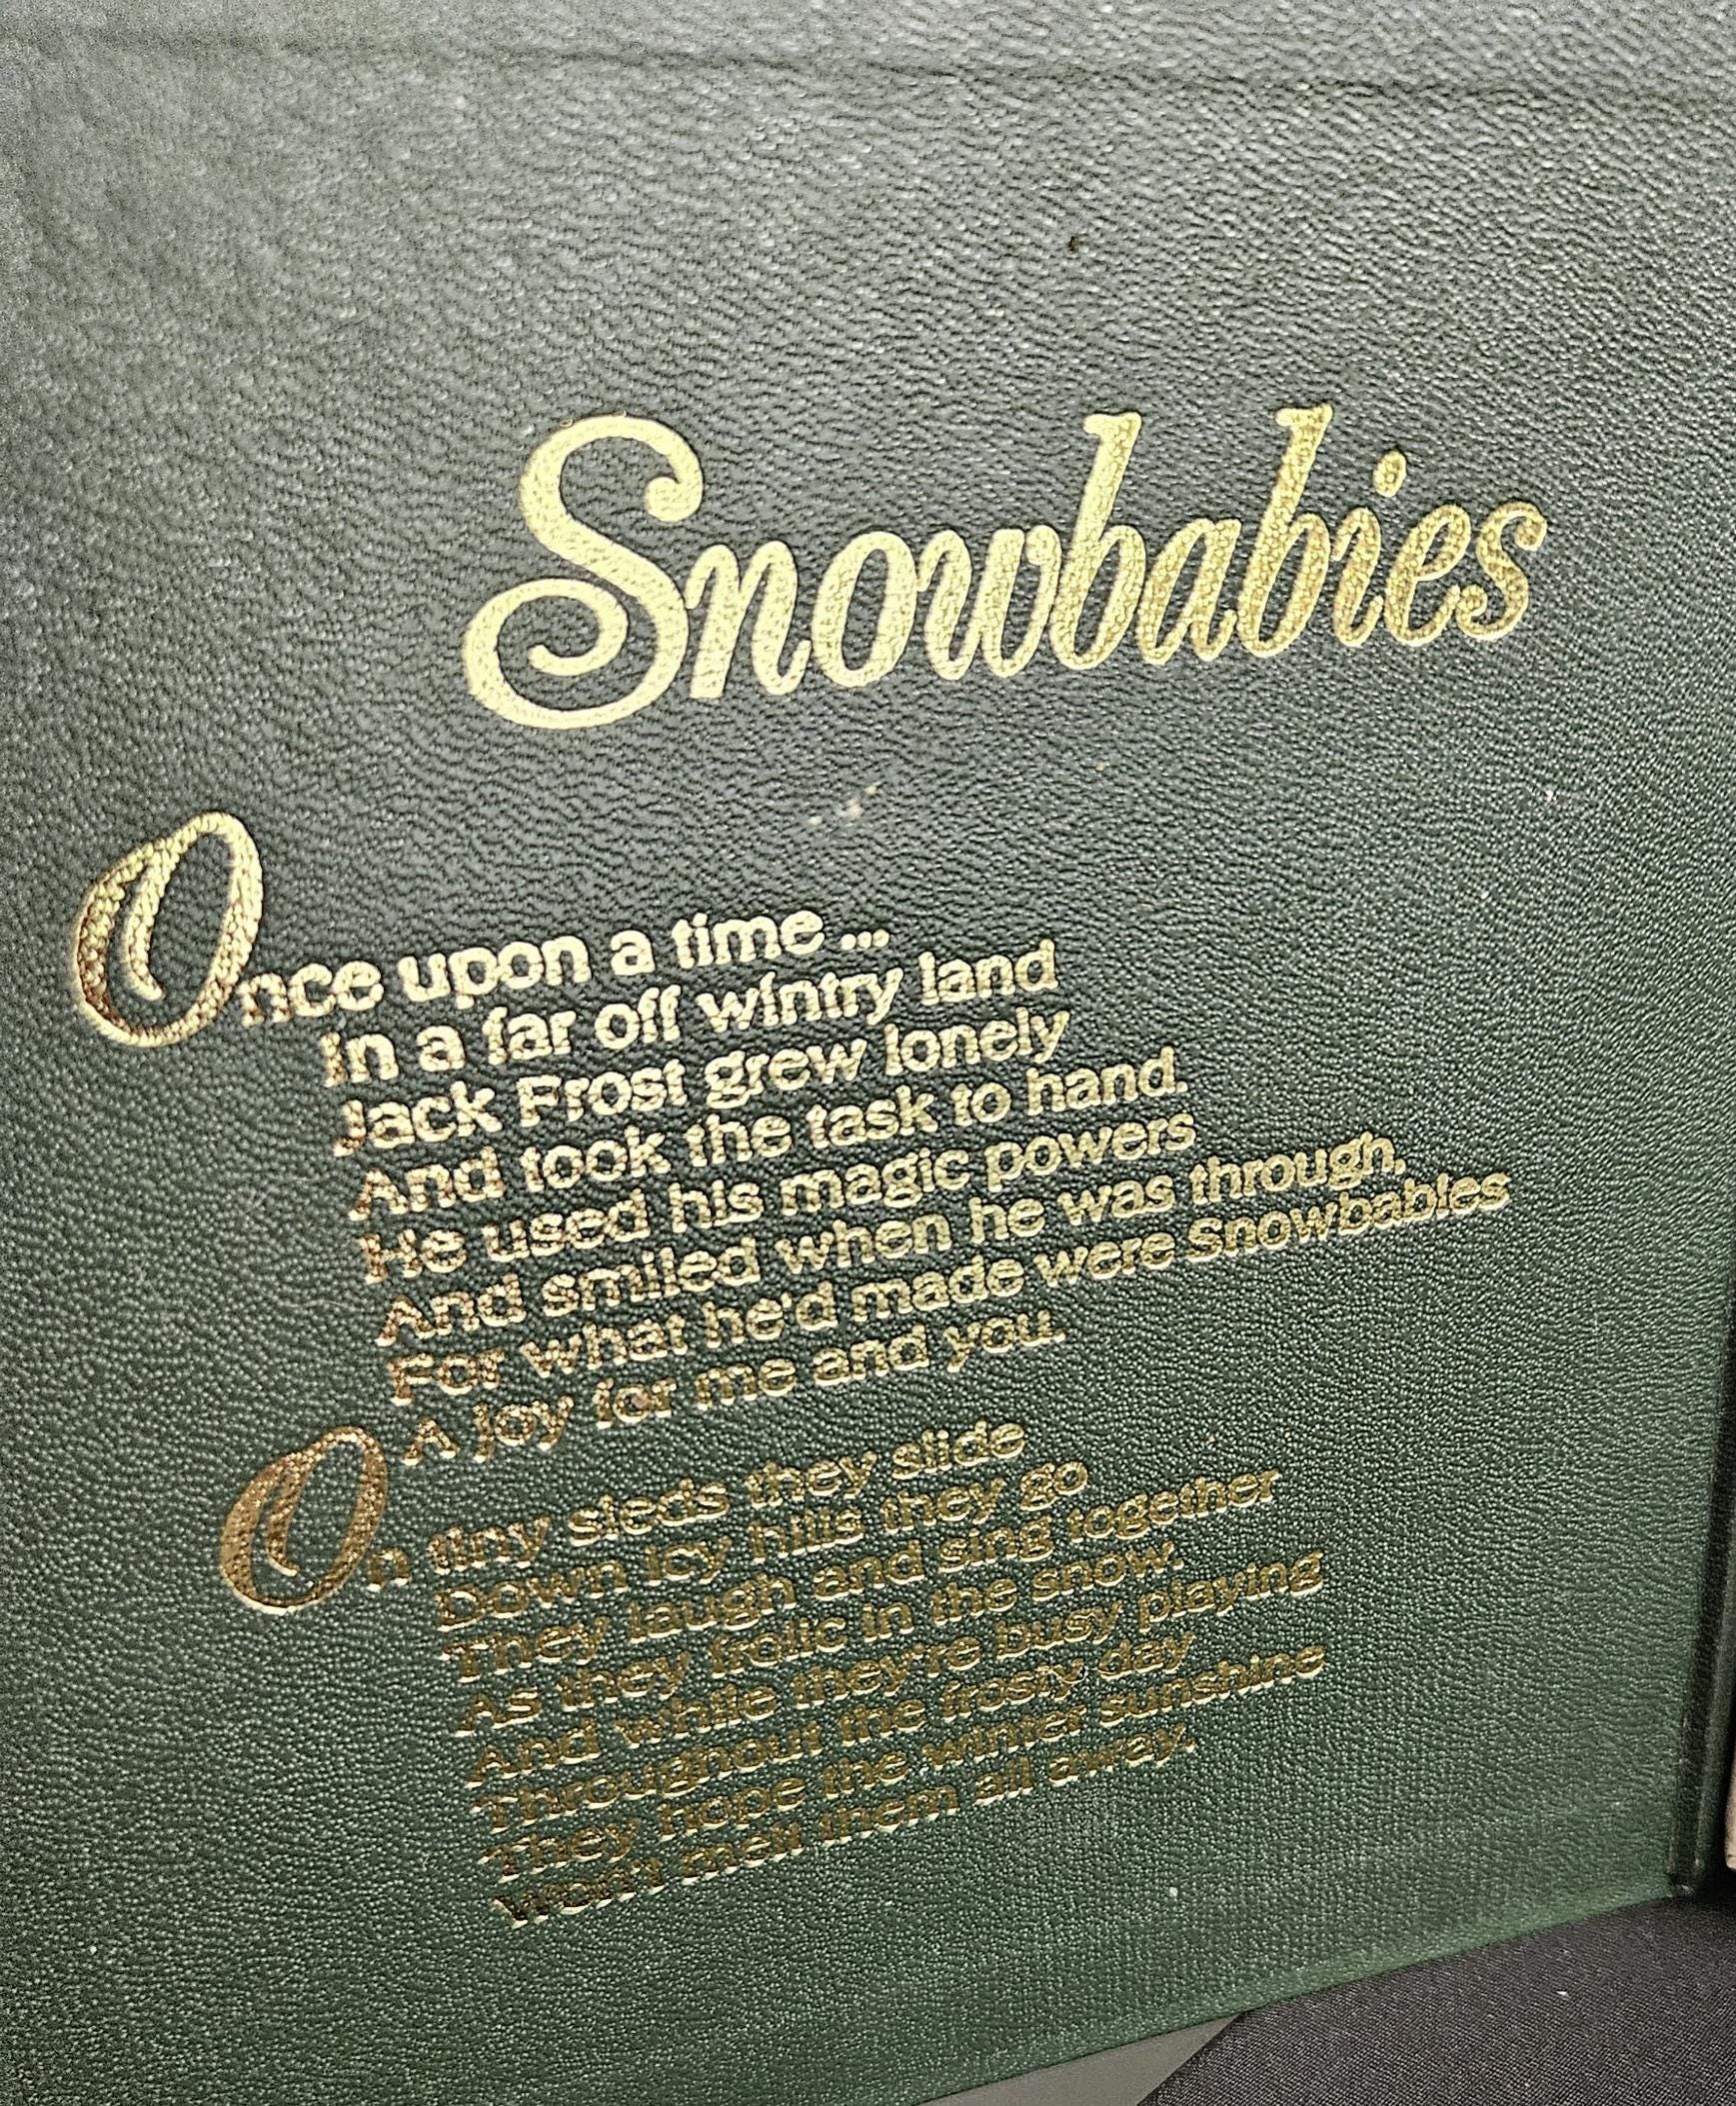 Snowbabies
Once upon a time...
In a far off wintry land
Jack Frost grew lonely
And took the task to hand.
He used his magic powers
And smiled when he was through,
For what he'd made were Snowbabies
A joy for me and you.
On tiny sleds they slide
Down icy hills they go
They laugh and sing together
As they frolic in the snow.
And while they're busy playing
Throughout the frosty day
They hope the winter sunshine
Won't melt them all away.